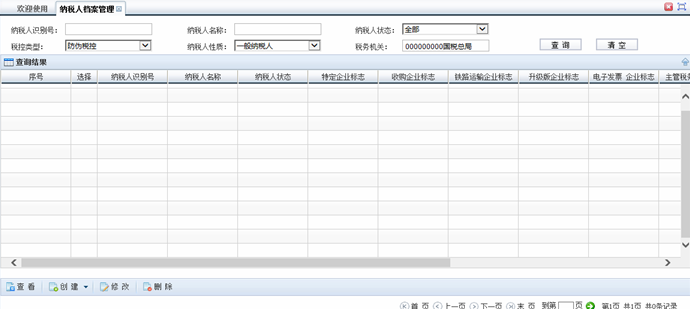 欢迎使用 纳税人档案管理
纳税人识别号: 纳税人名称: 纳税人状态: 全部
税控类型: 防伪税控 纳税人性质: 一般纳税人 税务机关: 000000000国税总局 查 询 清 空
查询结果
序号 选择 纳税人识别号 纳税人名称 纳税人状态 特定企业标志 收购企业标志 铁路运输企业标志 升级版企业标志 电子发票 企业标志 主管税务
查 看 创 建 修 改 删 除
首 页 上一页 下一页 末 页 到第 页 第1页 共1页 共0条记录